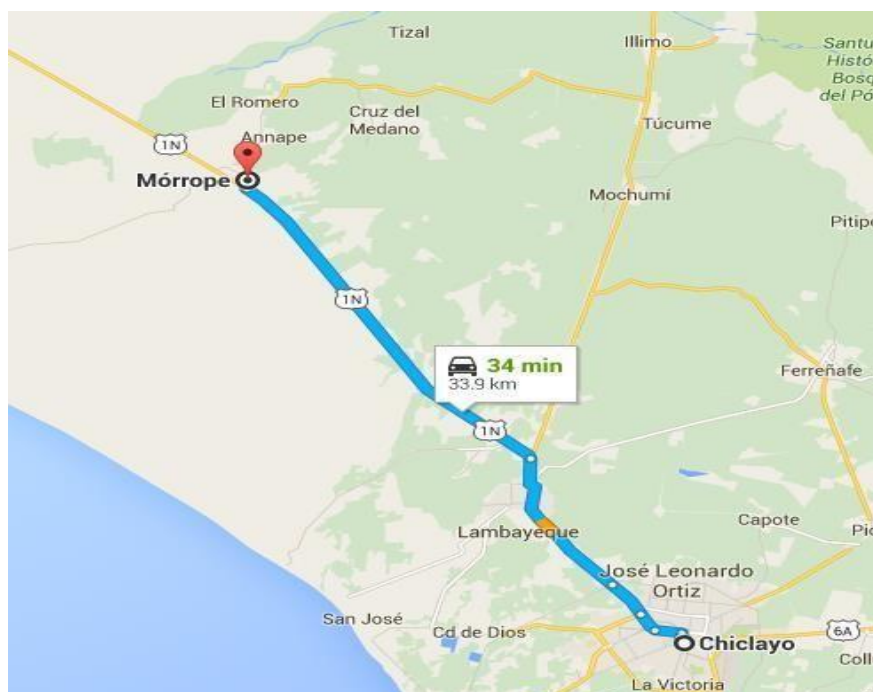 Tizal
Illimo
Santu
Histó
Bosq
del Pó
El Romero
Cruz del
Medano
Túcume
Annape
1N
Mórrope
Mochumí
Pitipo
1N
34 min
33.9 km
Ferreñafe
1N
Lambayeque
Capote
Pic
José Leonardo
Ortiz
San José
Cd de Dios
Chiclayo
6A
Collu
La Victoria